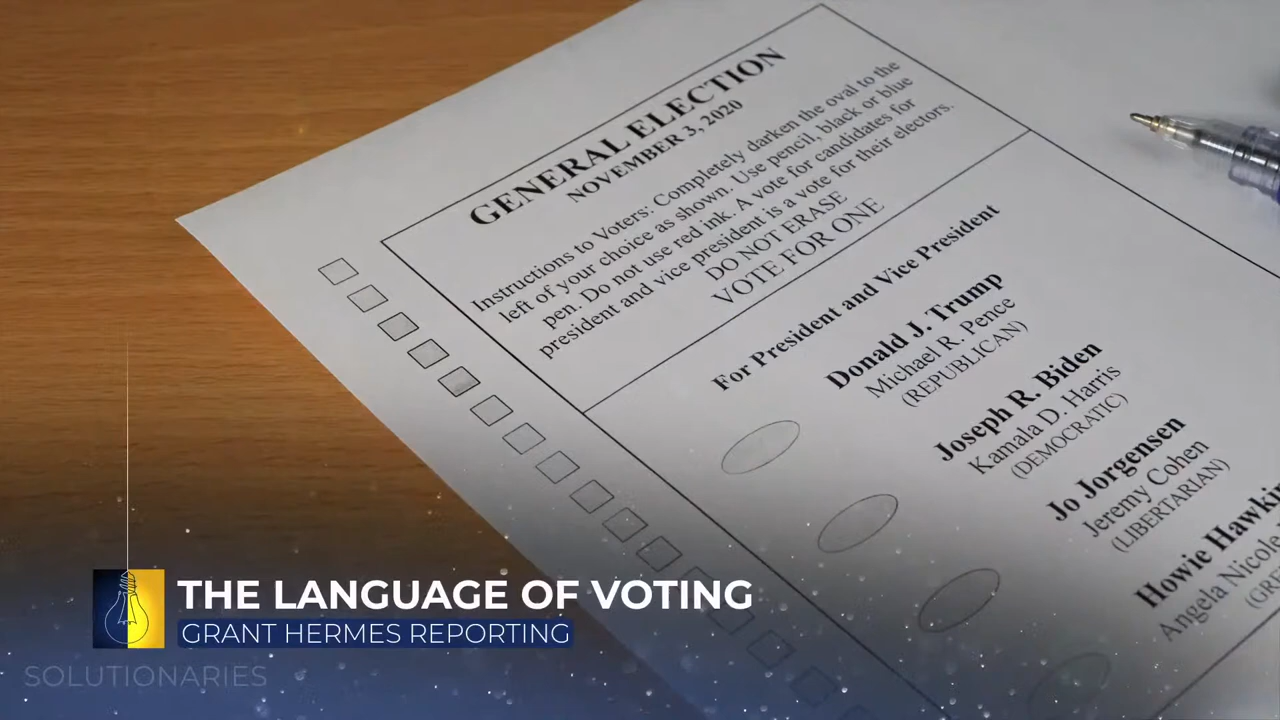 GENERAL ELECTION
NOVEMBER 3, 2020
Instructions to Voters: Completely darken the oval to the
left of your choice as shown. Use pencil, black or blue
pen. Do not use red ink. A vote for candidates for
president and vice president is a vote for their electors.
DO NOT ERASE
VOTE FOR ONE
For President and Vice President
Donald J. Trump
Michael R. Pence
(REPUBLICAN)
Joseph R. Biden
Kamala D. Harris
(DEMOCRATIC)
Jo Jorgensen
Jeremy Cohen
(LIBERTARIAN)
Howie
Angela Nicole
THE LANGUAGE OF VOTING
GRANT HERMES REPORTING
SOLUTIONARIES